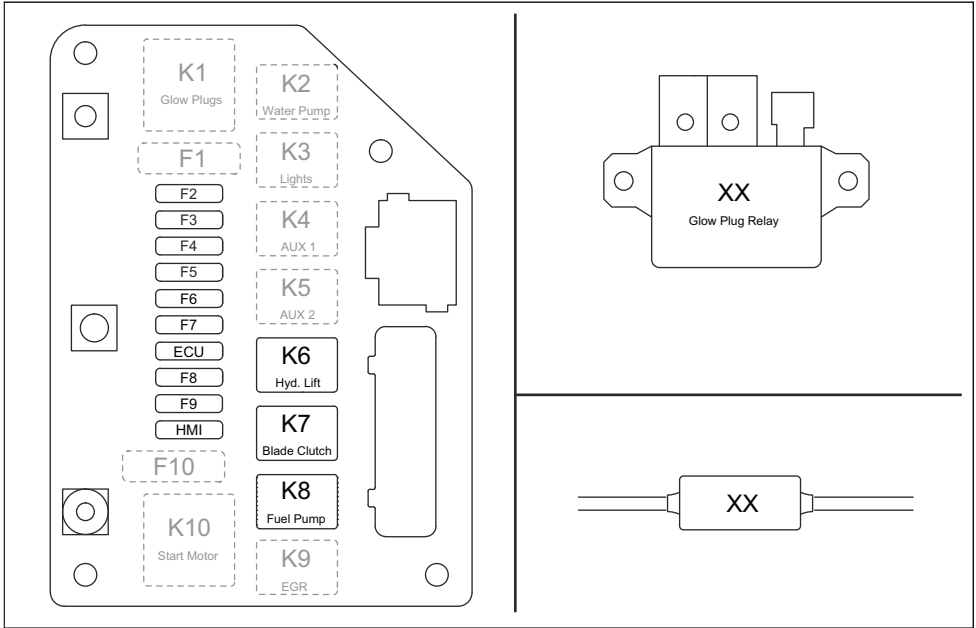 K1
Glow Plugs
F1
F2
F3
F4
F5
F6
F7
ECU
F8
F9
HMI
F10
K10
Start Motor
K2
Water Pump
K3
Lights
K4
AUX 1
K5
AUX 2
K6
Hyd. Lift
K7
Blade Clutch
K8
Fuel Pump
K9
EGR
XX
Glow Plug Relay
XX